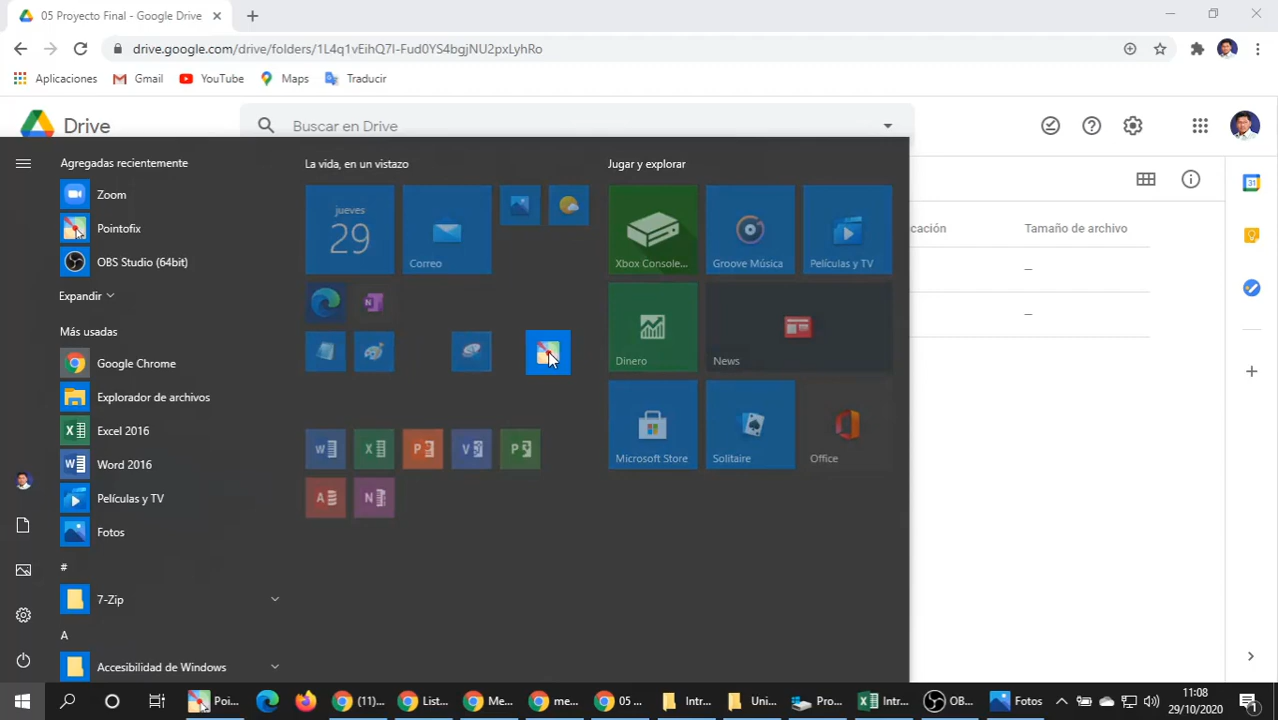 05 Proyecto Final - Google Drive
drive.google.com/drive/folders/1L4q1vEihQ7I-Fud0YS4bgjNU2pxLyhRo
Aplicaciones Gmail YouTube Maps Traducir
Drive
Buscar en Drive
cación Tamaño de archivo
–
–
Agregadas recientemente
Zoom
Pointofix
OBS Studio (64bit)
Expandir
Más usadas
Google Chrome
Explorador de archivos
Excel 2016
Word 2016
Películas y TV
Fotos
#
7-Zip
A
Accesibilidad de Windows
La vida, en un vistazo
jueves
29
Correo
Jugar y explorar
Xbox Console...
Groove Música
Películas y TV
Dinero
News
Microsoft Store
Solitaire
Office
31
Poi...
(11)...
List...
Me...
me...
05 ...
Intr...
Uni...
Pro...
Intr...
OB...
Fotos
11:08
29/10/2020
1